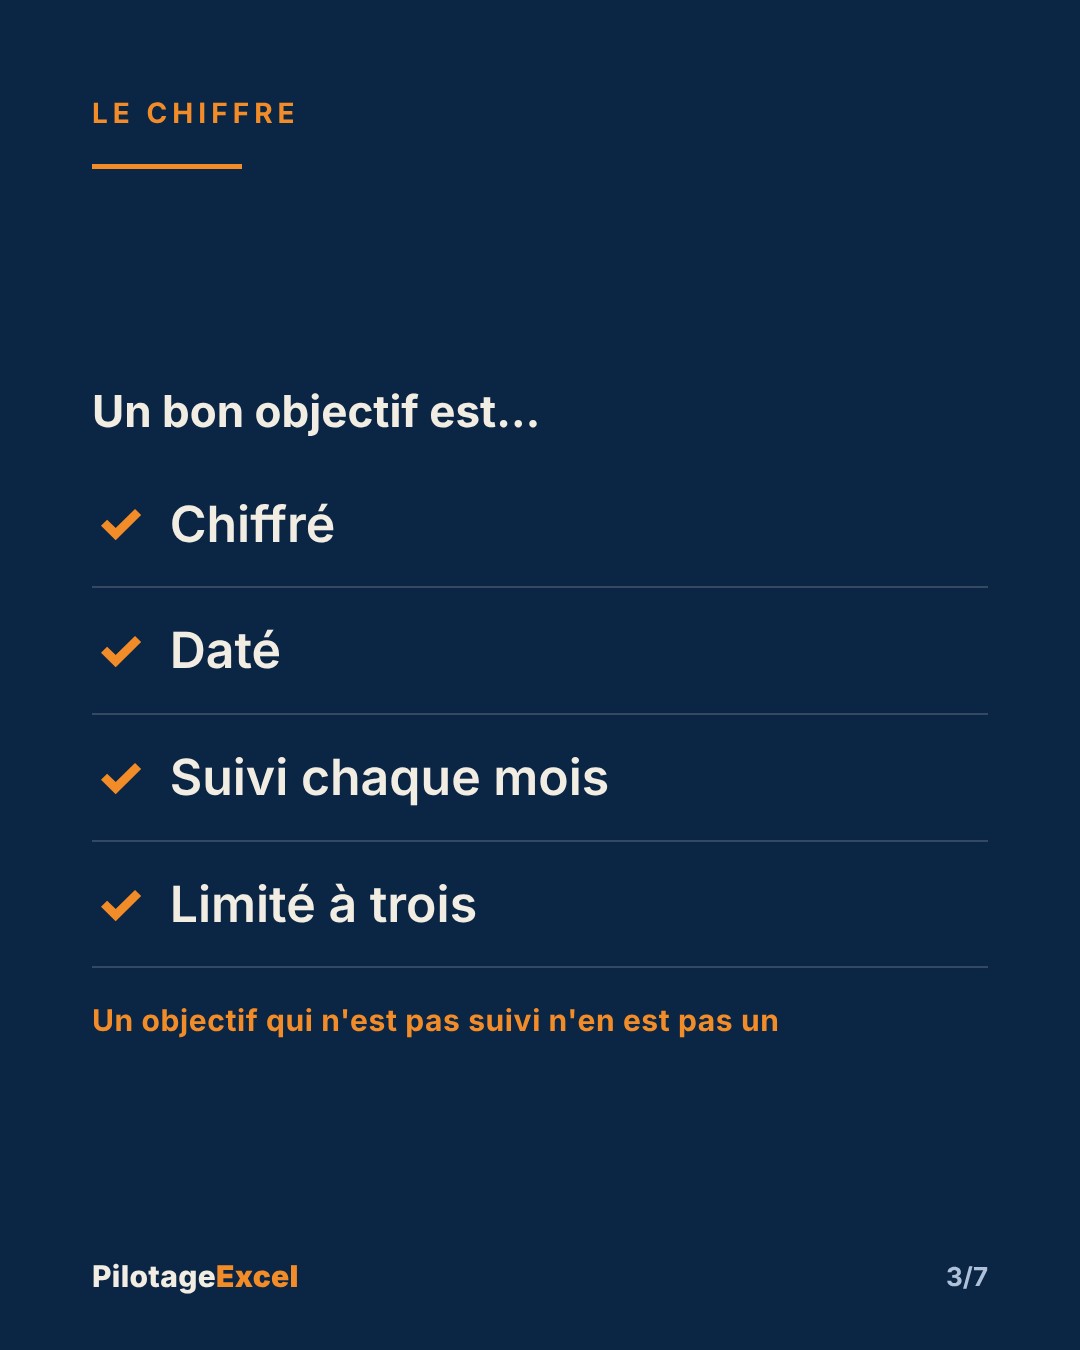 LE CHIFFRE
Un bon objectif est...
Chiffré
Daté
Suivi chaque mois
Limité à trois
Un objectif qui n'est pas suivi n'en est pas un
PilotageExcel
3/7